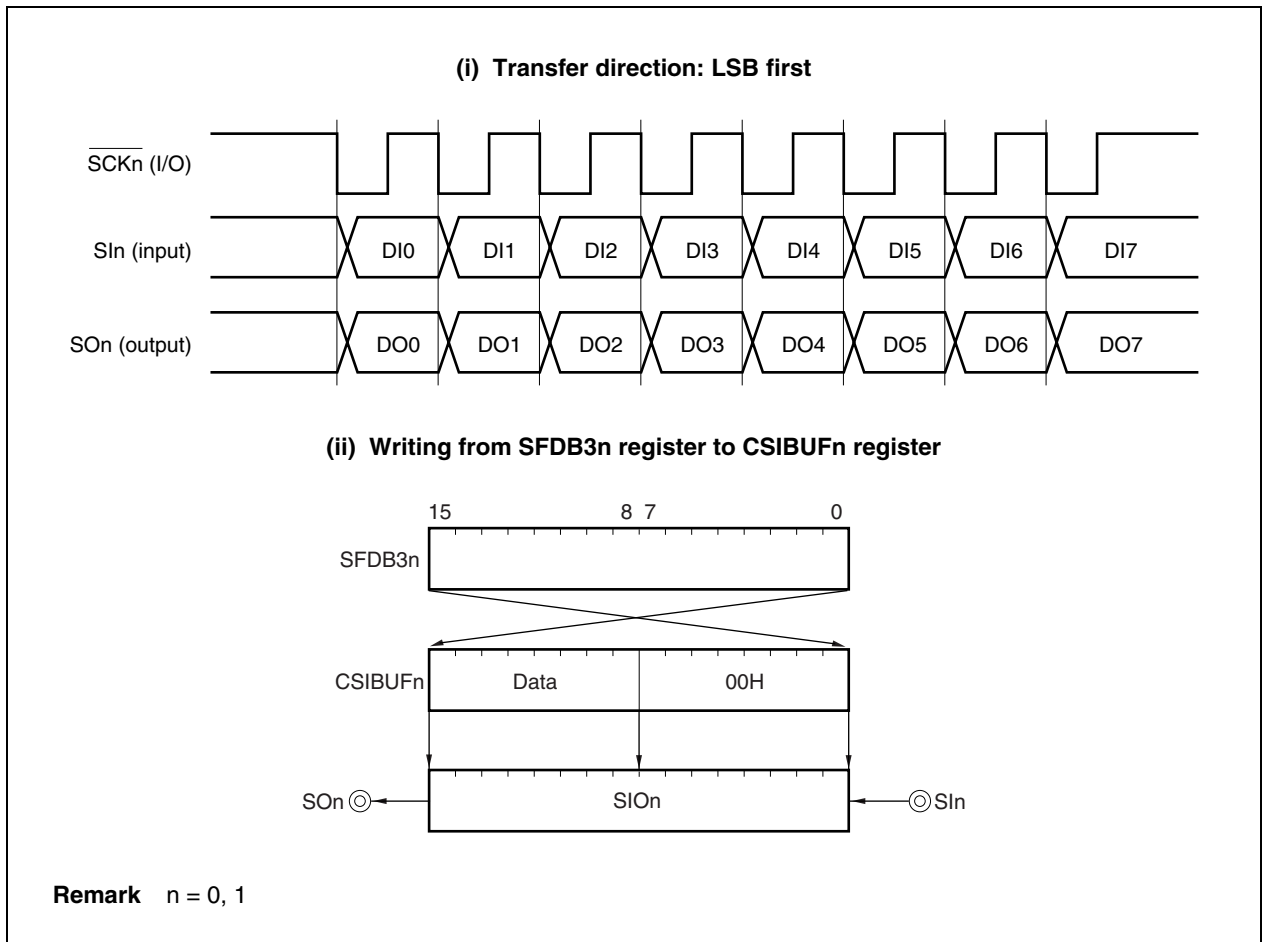 (i) Transfer direction: LSB first
SCKn (I/O)
SIn (input) DI0 DI1 DI2 DI3 DI4 DI5 DI6 DI7
SOn (output) DO0 DO1 DO2 DO3 DO4 DO5 DO6 DO7
(ii) Writing from SFDB3n register to CSIBUFn register
15 8 7 0
SFDB3n
CSIBUFn Data 00H
SOn SIOn SIn
Remark n = 0, 1